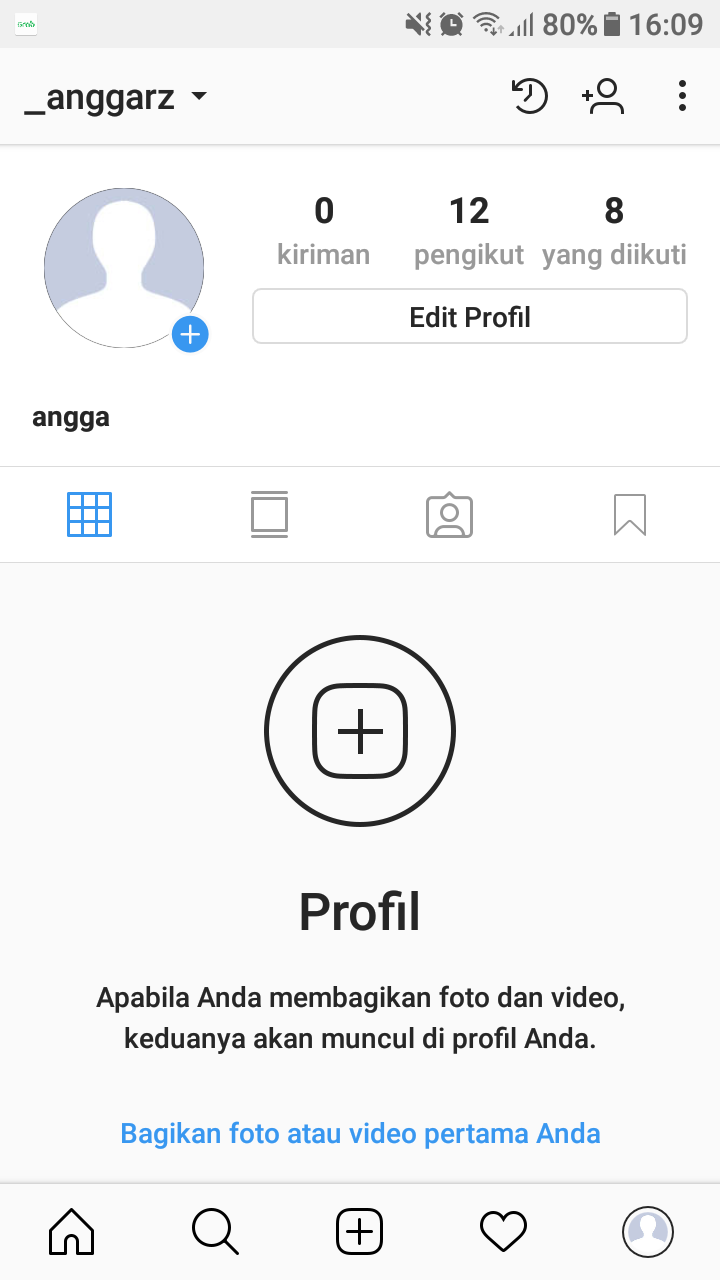 Grab
80% 16:09
_anggarz
0 12 8
kiriman pengikut yang diikuti
Edit Profil
angga
Profil
Apabila Anda membagikan foto dan video,
keduanya akan muncul di profil Anda.
Bagikan foto atau video pertama Anda